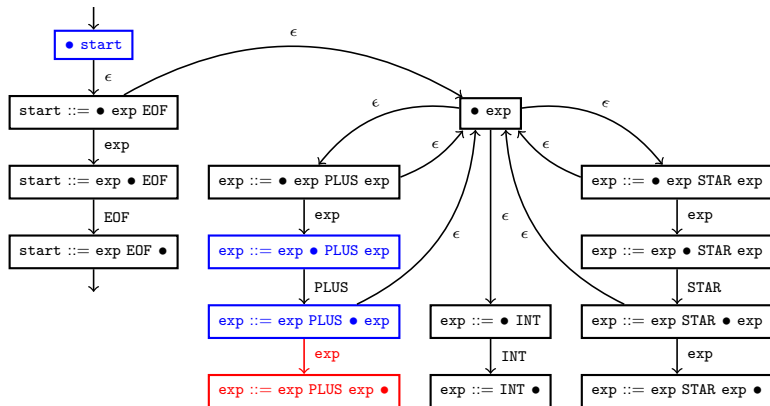 ● start
ϵ
ϵ
start ::= ● exp EOF
● exp
ϵ
ϵ
exp
ϵ
ϵ
start ::= exp ● EOF
exp ::= ● exp PLUS exp
exp ::= ● exp STAR exp
EOF
exp
ϵ
ϵ
ϵ
exp
start ::= exp EOF ●
exp ::= exp ● PLUS exp
exp ::= exp ● STAR exp
PLUS
STAR
exp ::= exp PLUS ● exp
exp ::= ● INT
exp ::= exp STAR ● exp
exp
INT
exp
exp ::= exp PLUS exp ●
exp ::= INT ●
exp ::= exp STAR exp ●